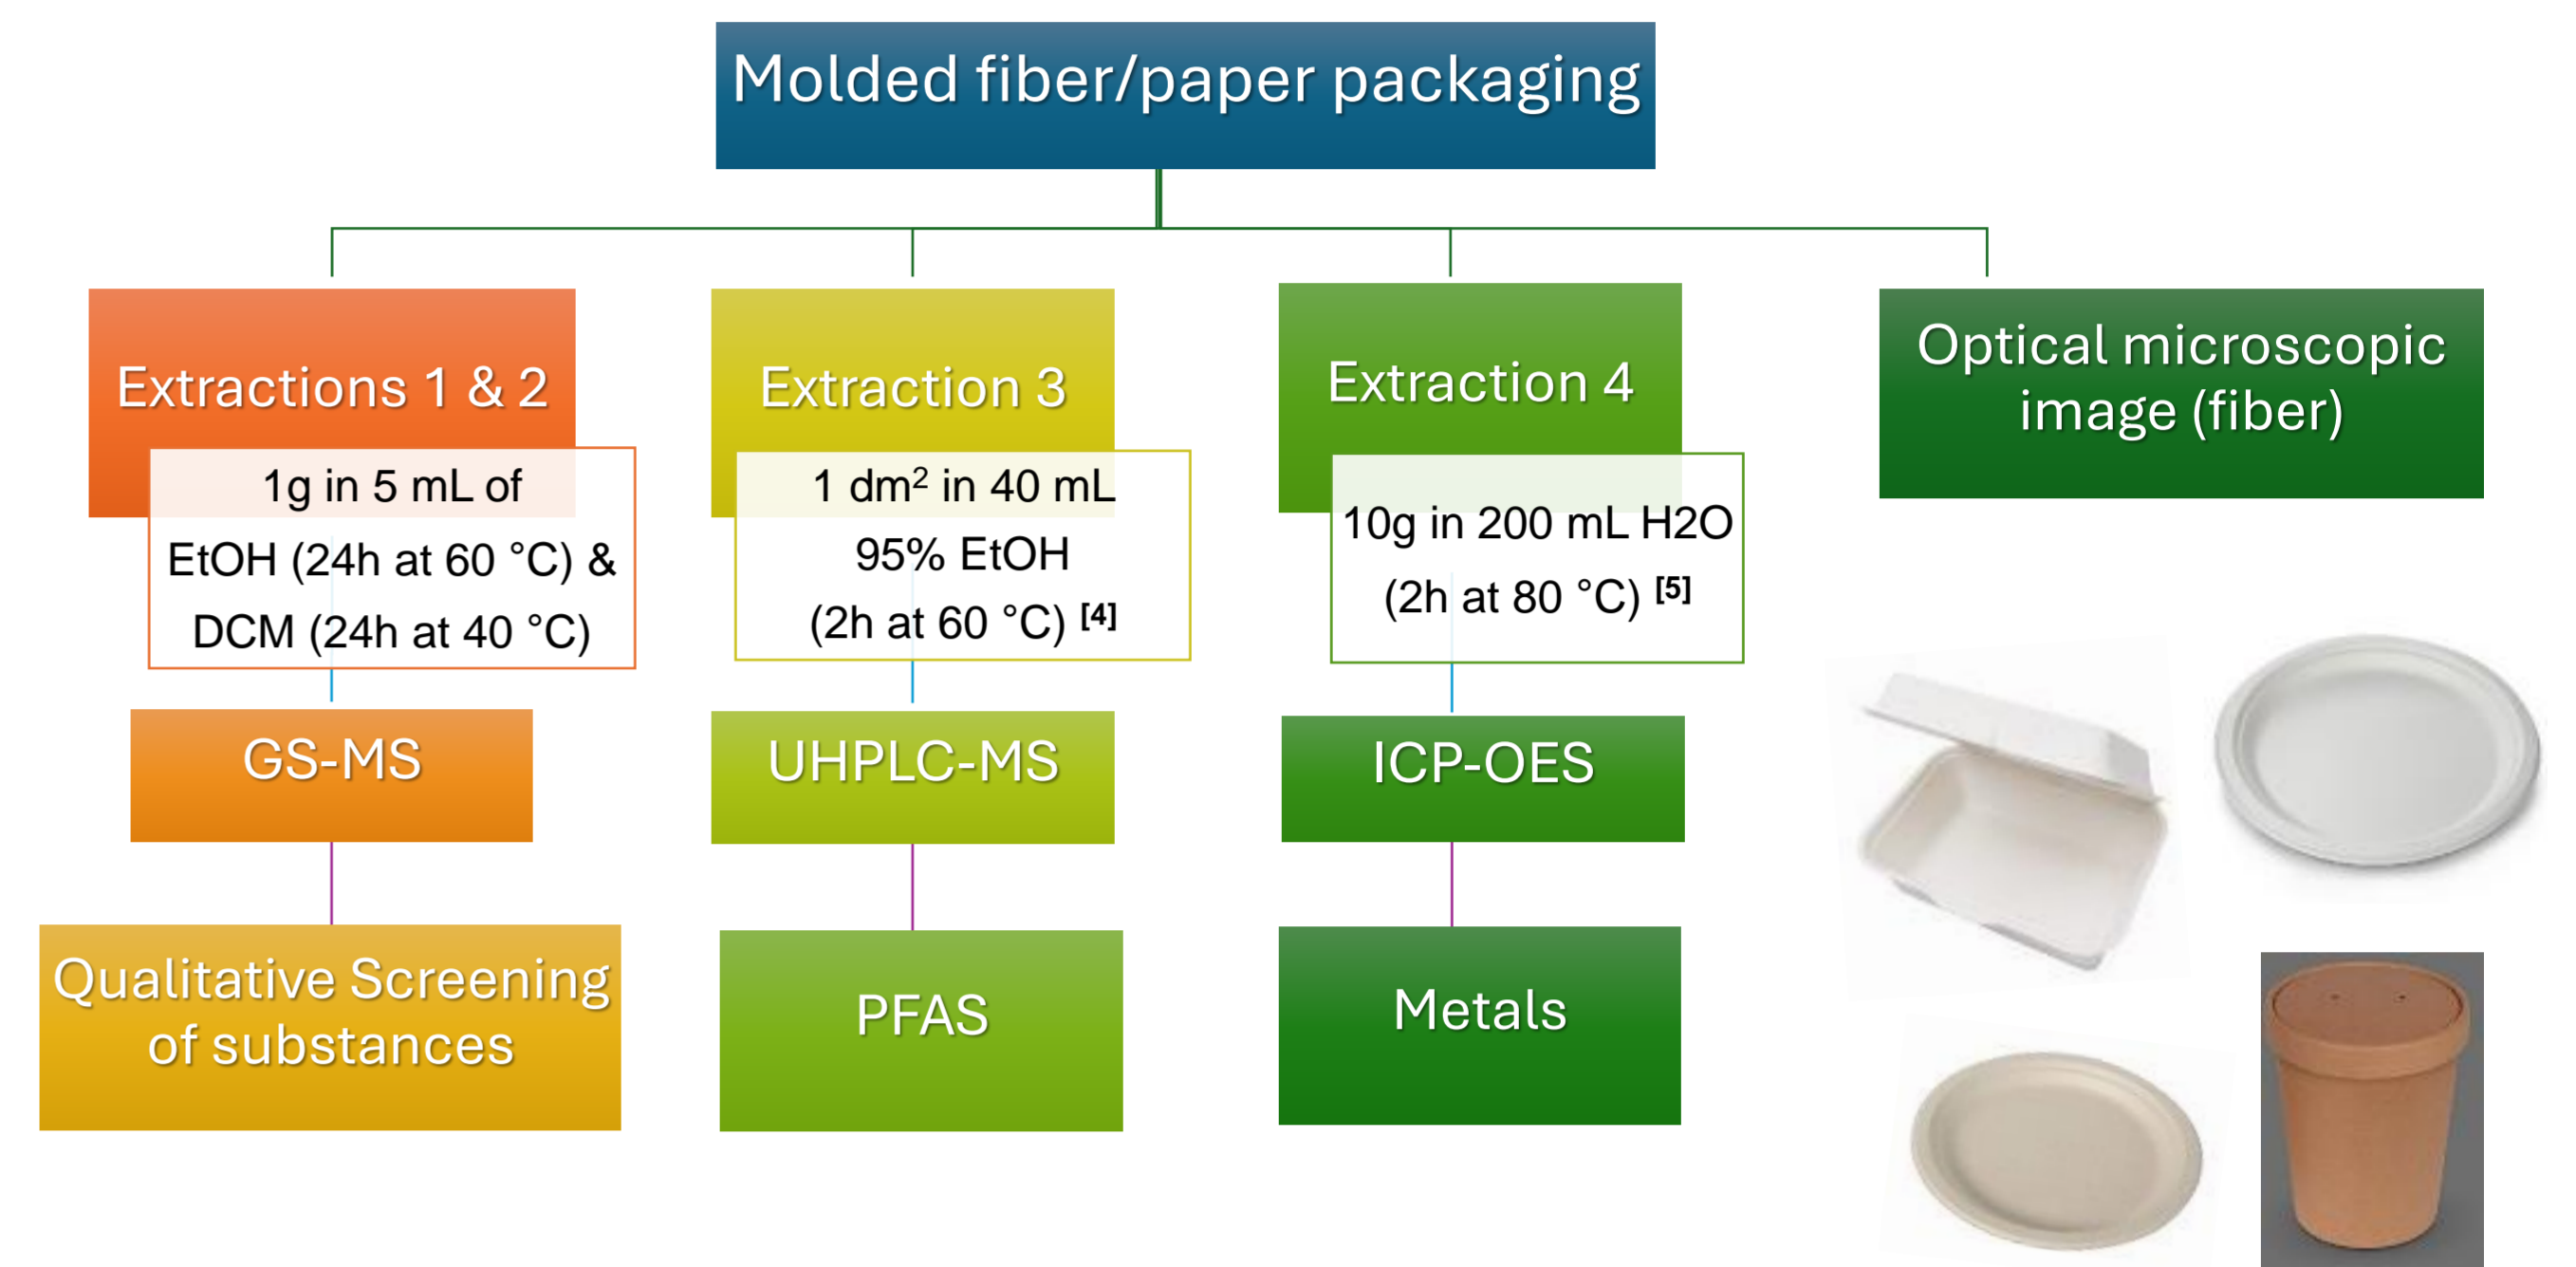 Molded fiber/paper packaging
Extractions 1 & 2
1g in 5 mL of
EtOH (24h at 60 °C) &
DCM (24h at 40 °C)
GS-MS
Qualitative Screening
of substances
Extraction 3
1 dm² in 40 mL
95% EtOH
(2h at 60 °C) [4]
UHPLC-MS
PFAS
Extraction 4
10g in 200 mL H2O
(2h at 80 °C) [5]
ICP-OES
Metals
Optical microscopic
image (fiber)